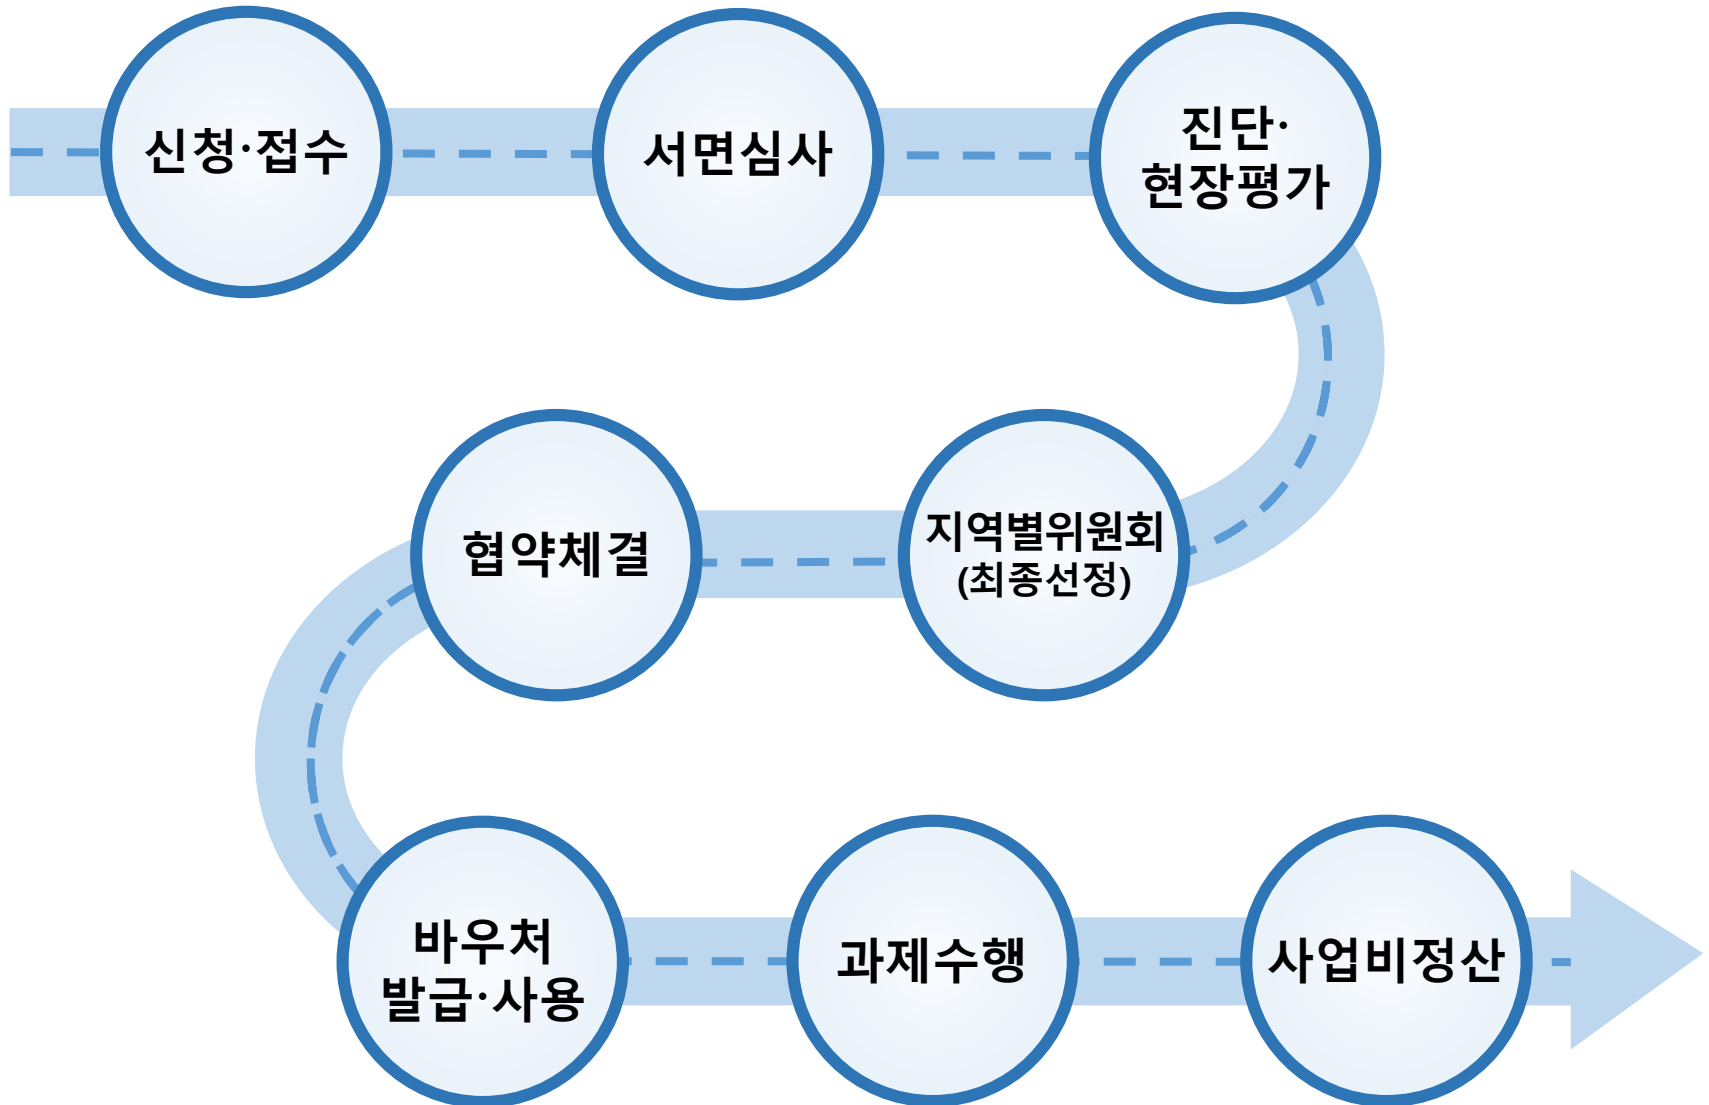 신청·접수
서면심사
진단·
현장평가
지역별위원회
(최종선정)
협약체결
바우처
발급·사용
과제수행
사업비정산